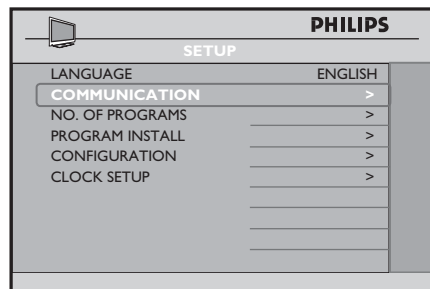 PHILIPS
SETUP
LANGUAGE ENGLISH
COMMUNICATION >
NO. OF PROGRAMS >
PROGRAM INSTALL >
CONFIGURATION >
CLOCK SETUP >